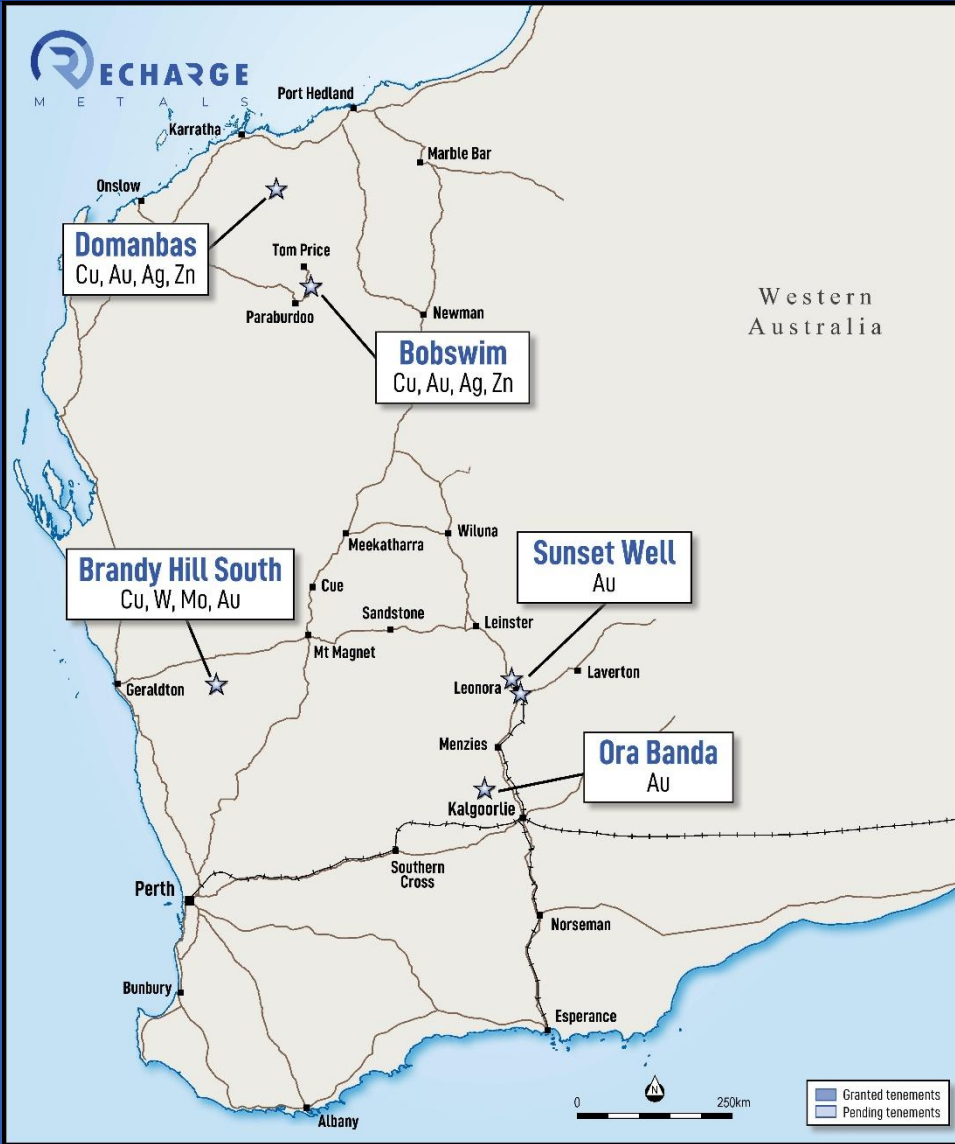 RECHARGE
METALS
Port Hedland
Karratha
Marble Bar
Onslow
Domanbas
Cu, Au, Ag, Zn
Tom Price
Paraburdoo
Newman
Western
Australia
Bobswim
Cu, Au, Ag, Zn
Meekatharra
Wiluna
Sunset Well
Au
Brandy Hill South
Cu, W, Mo, Au
Cue
Sandstone
Leinster
Mt Magnet
Laverton
Geraldton
Leonora
Menzies
Ora Banda
Au
Kalgoorlie
Southern
Cross
Perth
Norseman
Bunbury
Esperance
Albany
N
0
250km
Granted tenements
Pending tenements